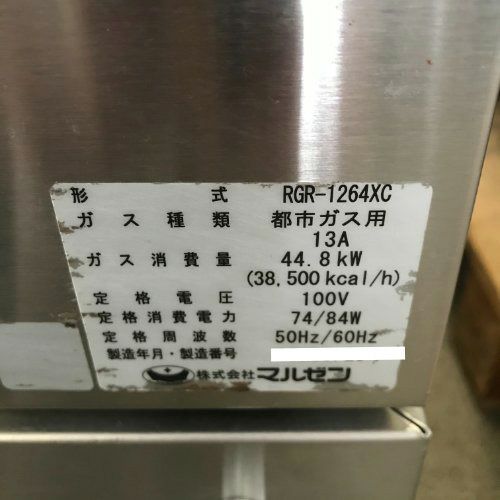 形式 RGR-1264XC
ガス種類 都市ガス用
13A
ガス消費量 44.8kW
(38,500kcal/h)
定格電圧 100V
定格消費電力 74/84W
定格周波数 50Hz/60Hz
製造年月・製造番号
株式会社マルゼン